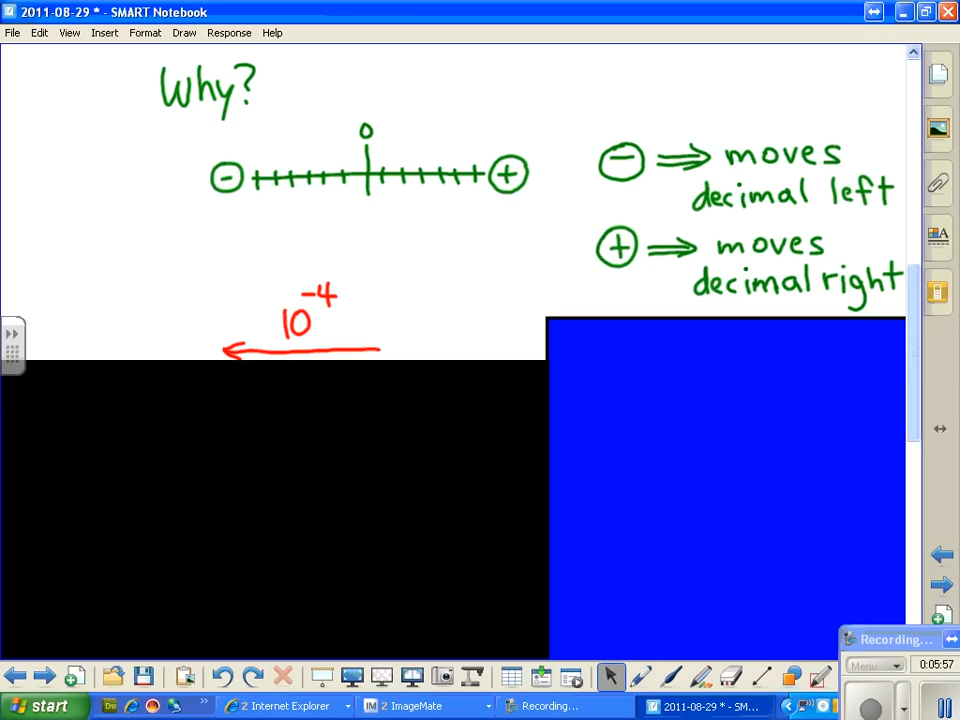 2011-08-29 * - SMART Notebook
File Edit View Insert Format Draw Response Help
Why?
0
− +
− ⇒ moves
decimal left
+ ⇒ moves
decimal right
10⁻⁴
Recording...
Menu
0:05:57
start
2 Internet Explorer
2 ImageMate
Recording...
2011-08-29 * - SM...